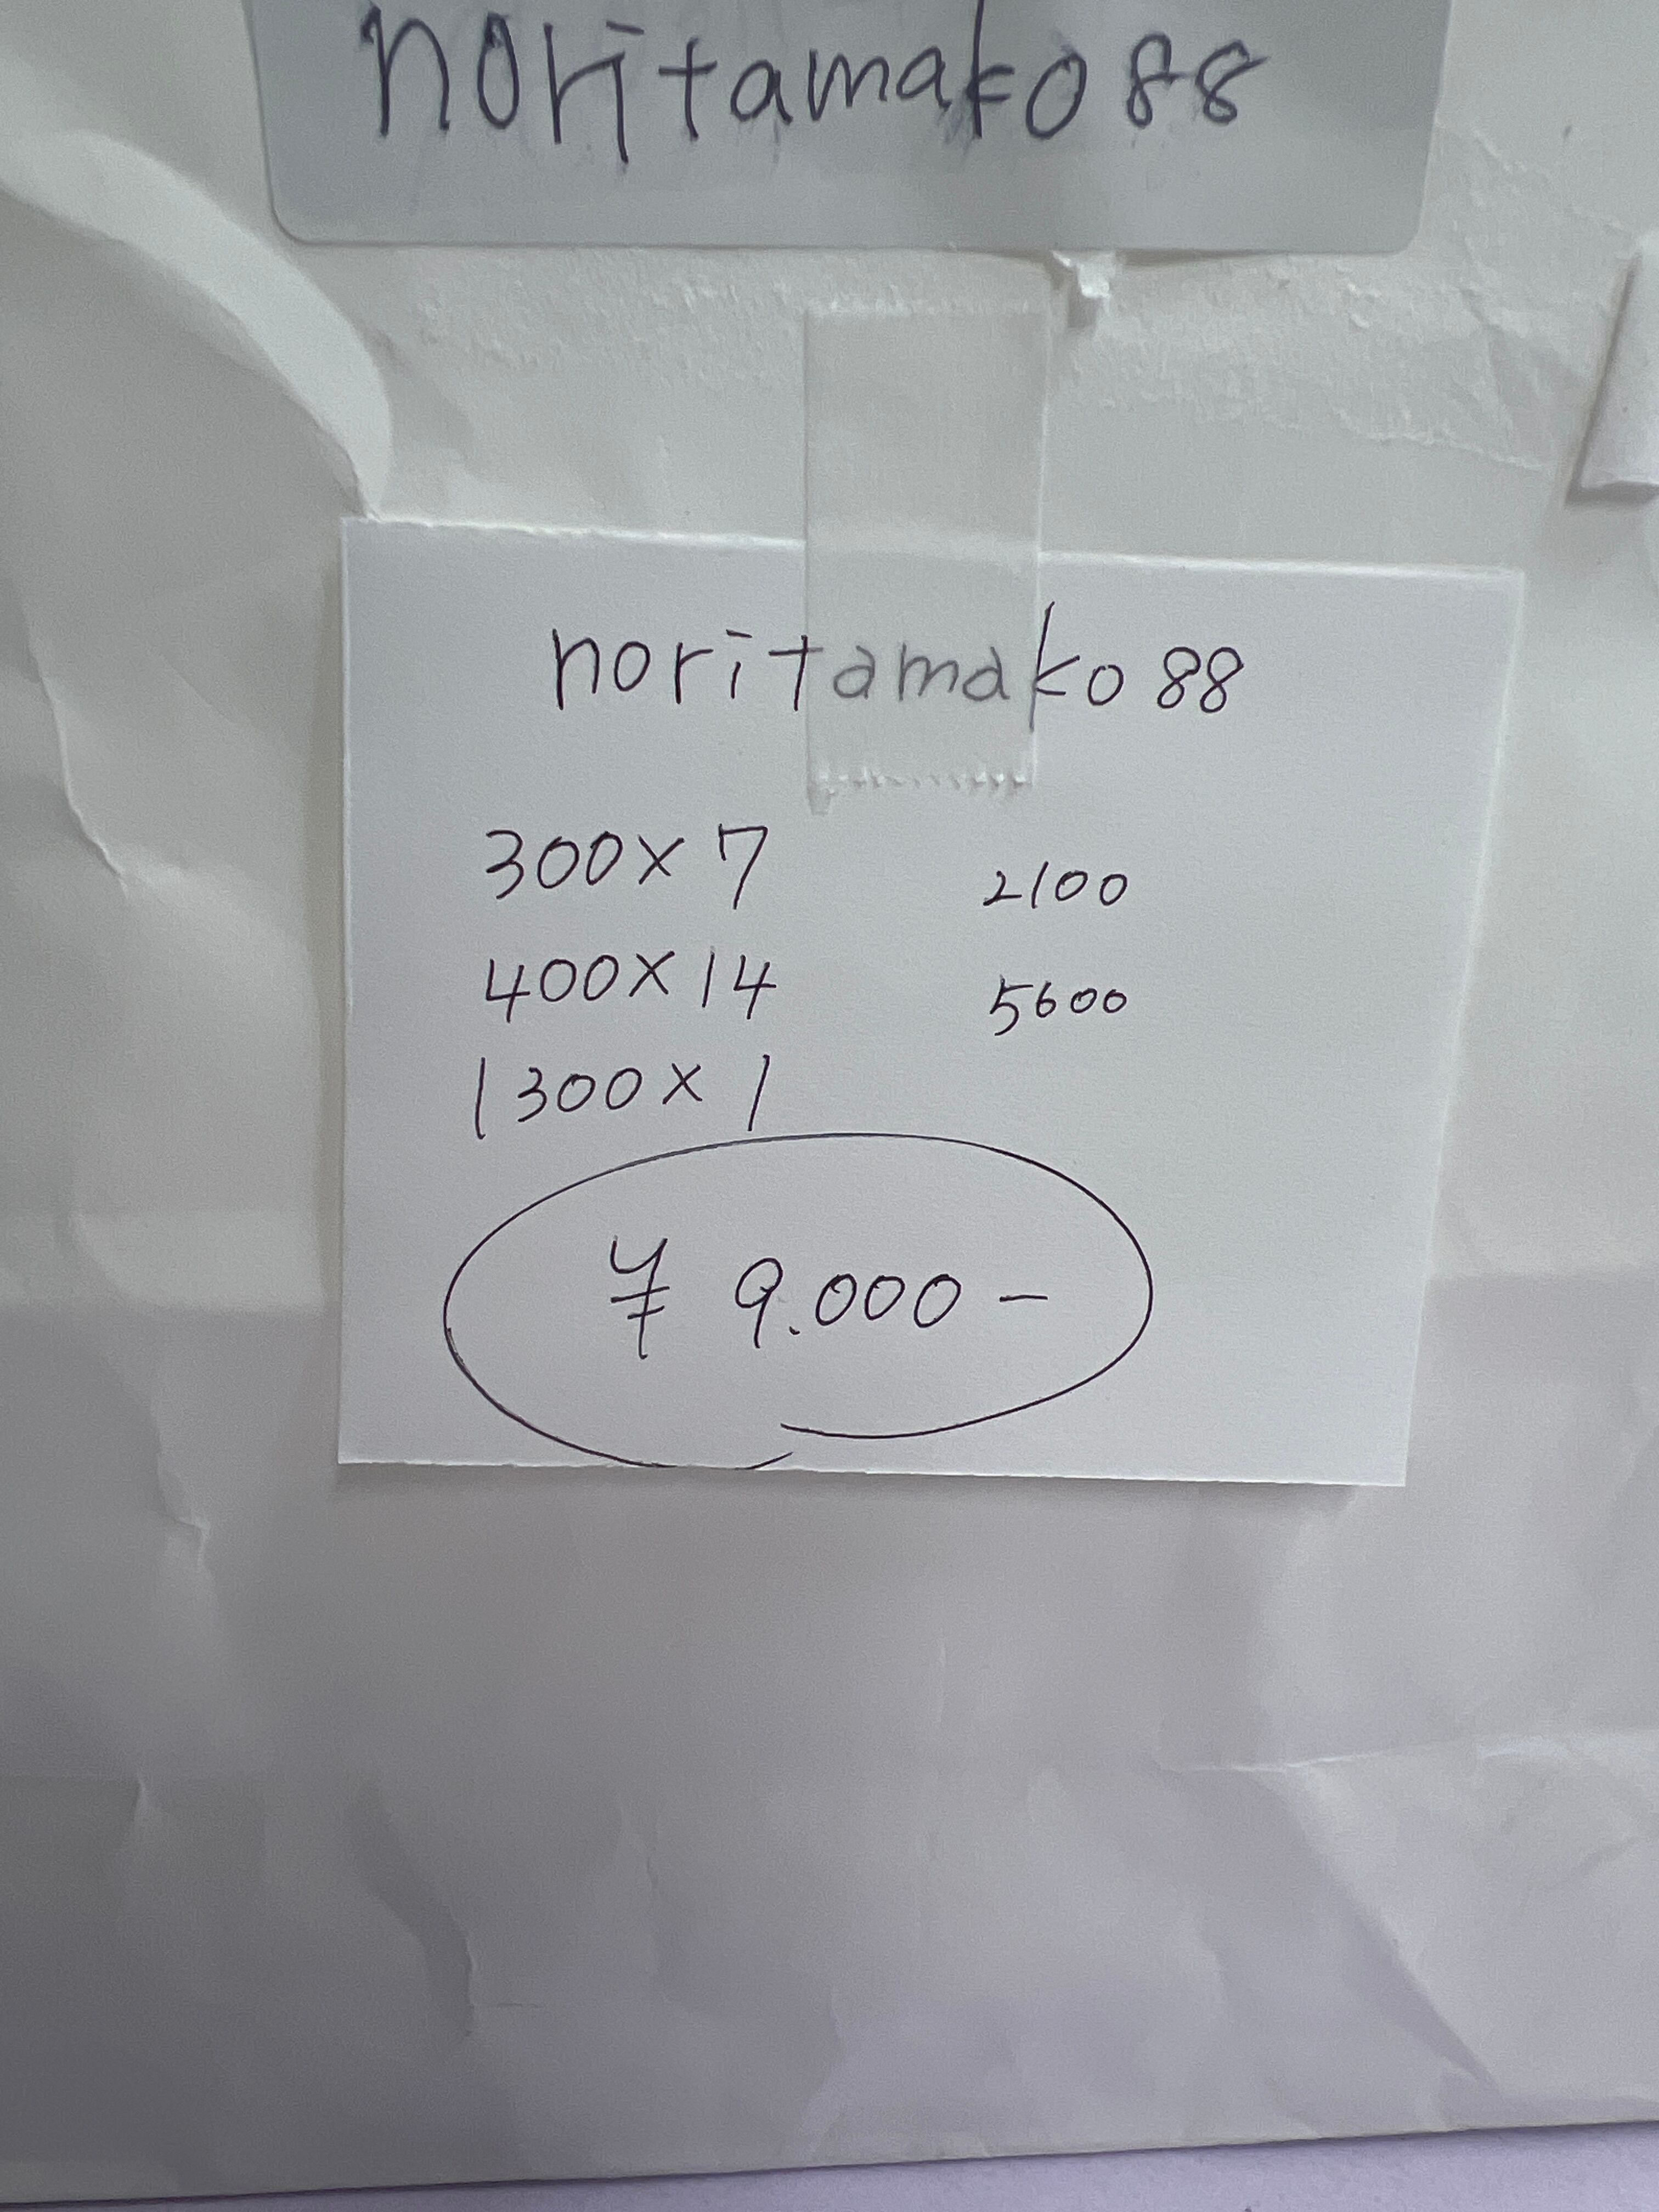 noritamako88
noritamako88
300×7 2100
400×14 5600
1300×1
¥ 9.000-